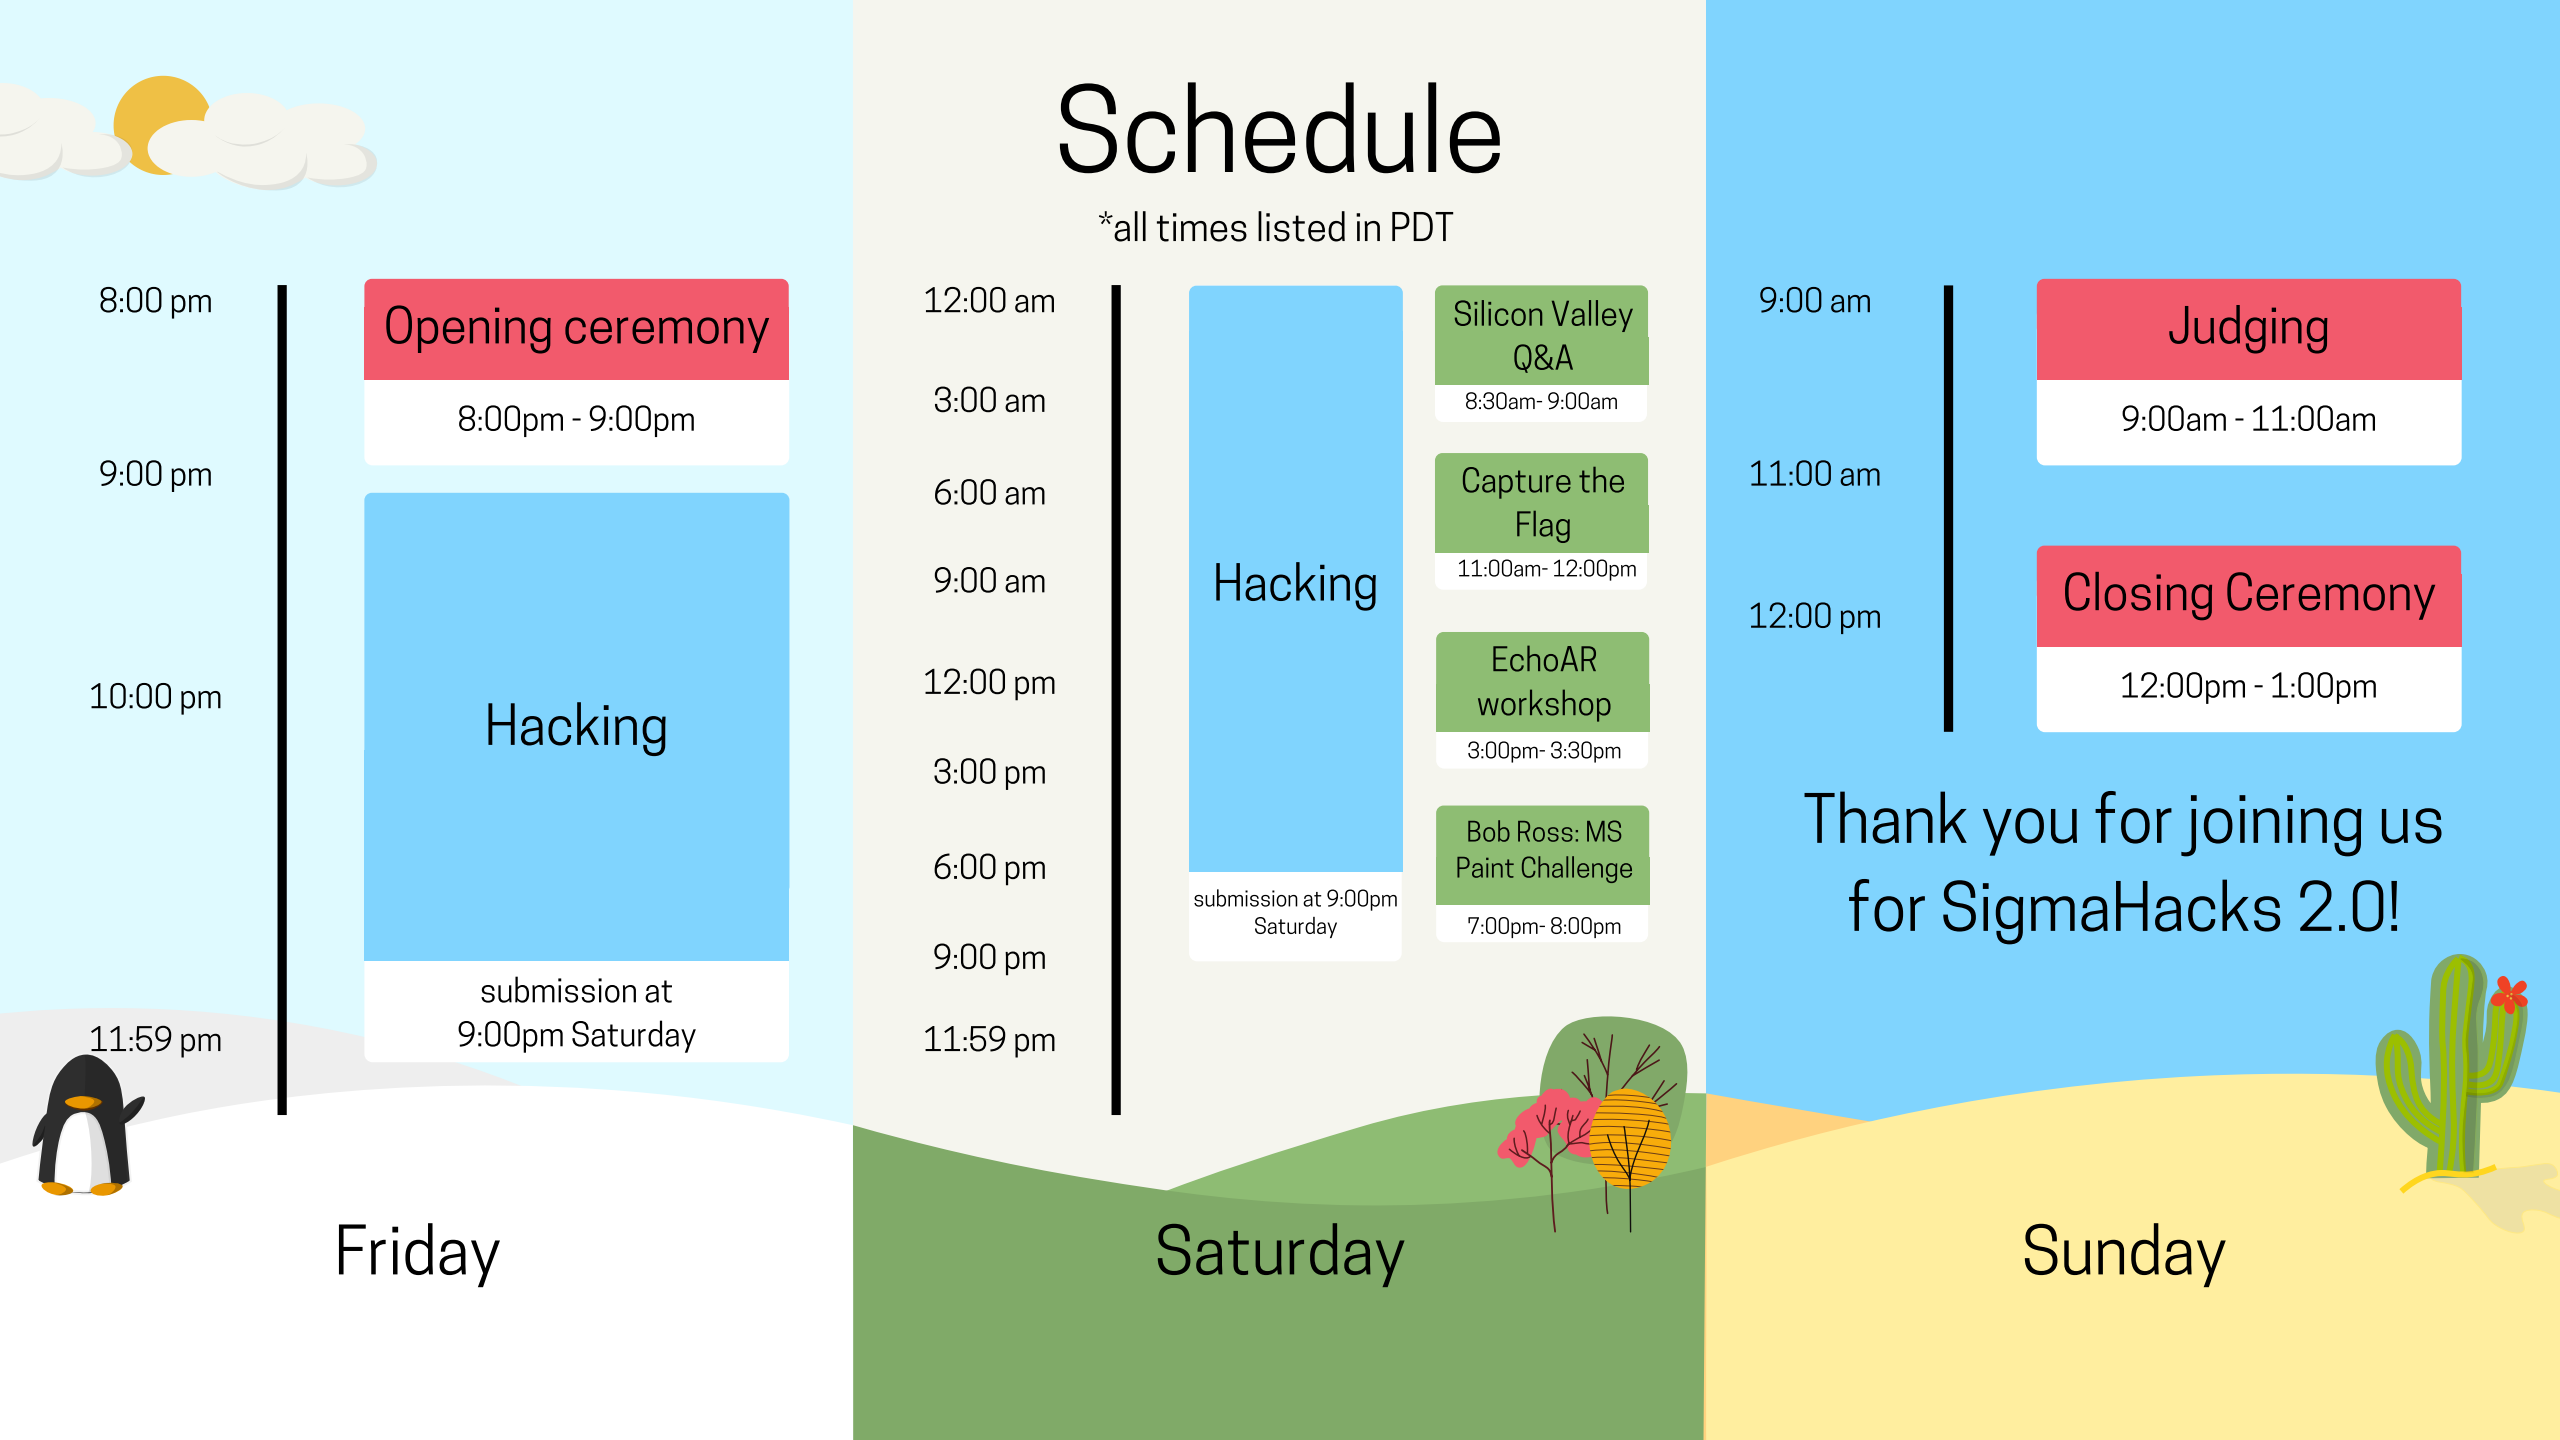 Schedule
*all times listed in PDT
8:00 pm
9:00 pm
10:00 pm
11:59 pm
Opening ceremony
8:00pm - 9:00pm
Hacking
submission at
9:00pm Saturday
Friday
12:00 am
3:00 am
6:00 am
9:00 am
12:00 pm
3:00 pm
6:00 pm
9:00 pm
11:59 pm
Hacking
submission at 9:00pm
Saturday
Silicon Valley
Q&A
8:30am- 9:00am
Capture the
Flag
11:00am- 12:00pm
EchoAR
workshop
3:00pm- 3:30pm
Bob Ross: MS
Paint Challenge
7:00pm- 8:00pm
Saturday
9:00 am
11:00 am
12:00 pm
Judging
9:00am - 11:00am
Closing Ceremony
12:00pm - 1:00pm
Thank you for joining us
for SigmaHacks 2.0!
Sunday